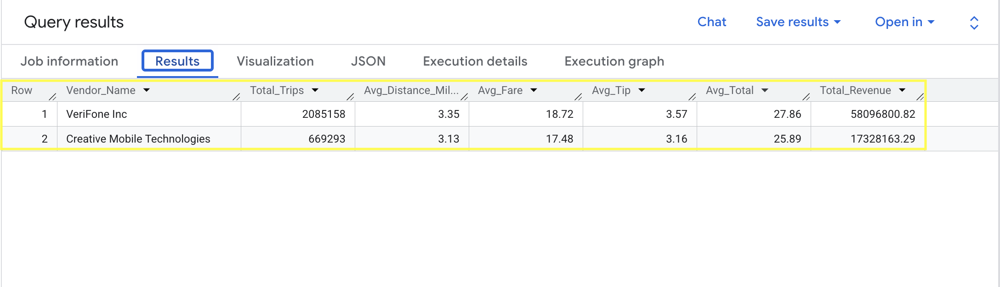 Query results Chat Save results Open in
Job information Results Visualization JSON Execution details Execution graph
Row Vendor_Name Total_Trips Avg_Distance_Mil... Avg_Fare Avg_Tip Avg_Total Total_Revenue
1 VeriFone Inc 2085158 3.35 18.72 3.57 27.86 58096800.82
2 Creative Mobile Technologies 669293 3.13 17.48 3.16 25.89 17328163.29